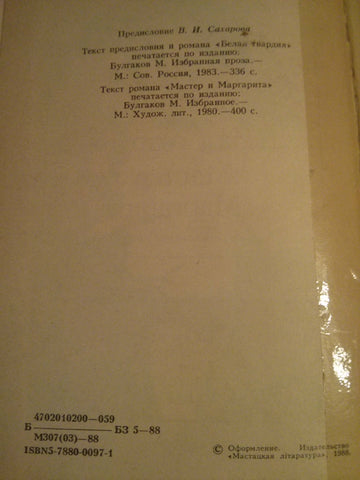 Предисловие В. И. Сахарова
Текст предисловия и романа «Белая гвардия»
печатается по изданию:
Булгаков М. Избранная проза.—
М.: Сов. Россия, 1983.—336 с.
Текст романа «Мастер и Маргарита»
печатается по изданию:
Булгаков М. Избранное.—
М.: Худож. лит., 1980.—400 с.
4702010200—059
Б
БЗ 5—88
М307(03)—88
ISBN5-7880-0097-1
© Оформление. Издательство
«Мастацкая літаратура», 1988.